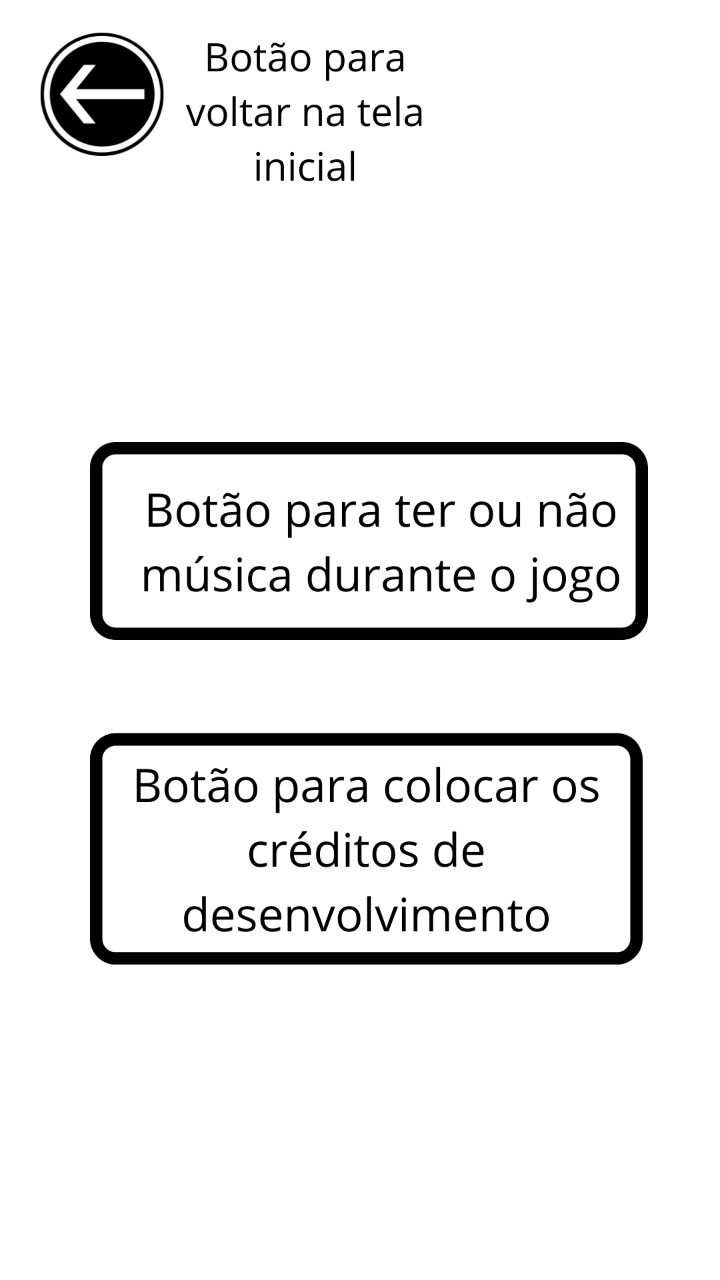 Botão para
voltar na tela
inicial
Botão para ter ou não
música durante o jogo
Botão para colocar os
créditos de
desenvolvimento